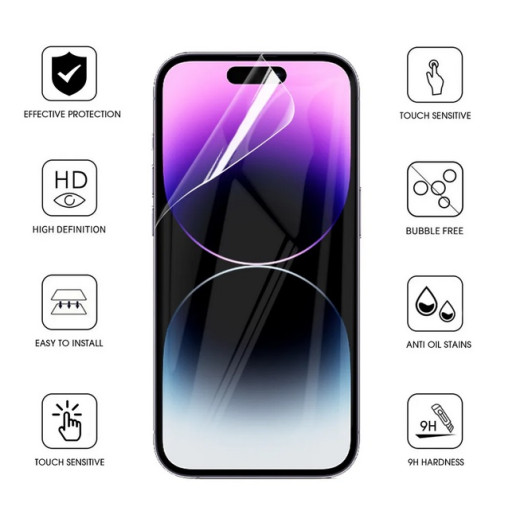 EFFECTIVE PROTECTION
HD
HIGH DEFINITION
EASY TO INSTALL
TOUCH SENSITIVE
TOUCH SENSITIVE
BUBBLE FREE
ANTI OIL STAINS
9H
9H HARDNESS